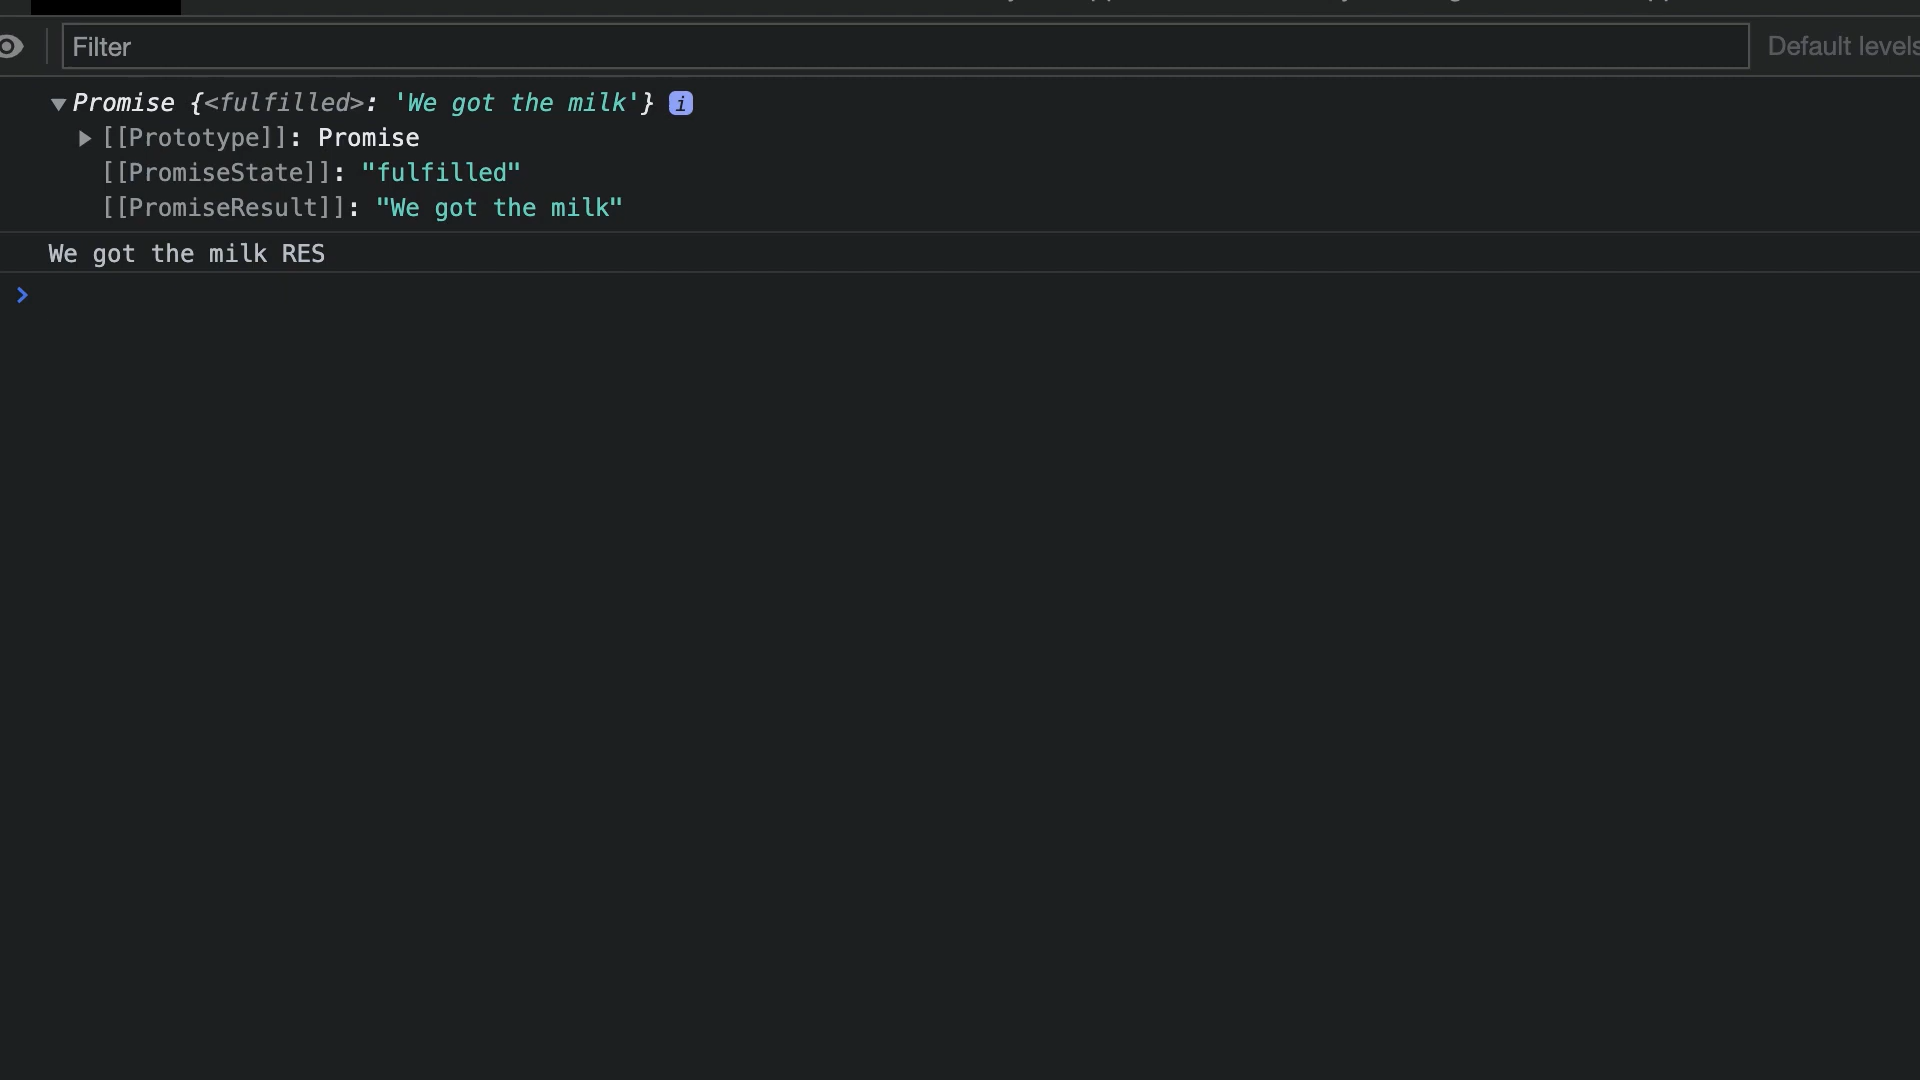 Filter Default levels
Promise {<fulfilled>: 'We got the milk'} i
[[Prototype]]: Promise
[[PromiseState]]: "fulfilled"
[[PromiseResult]]: "We got the milk"
We got the milk RES